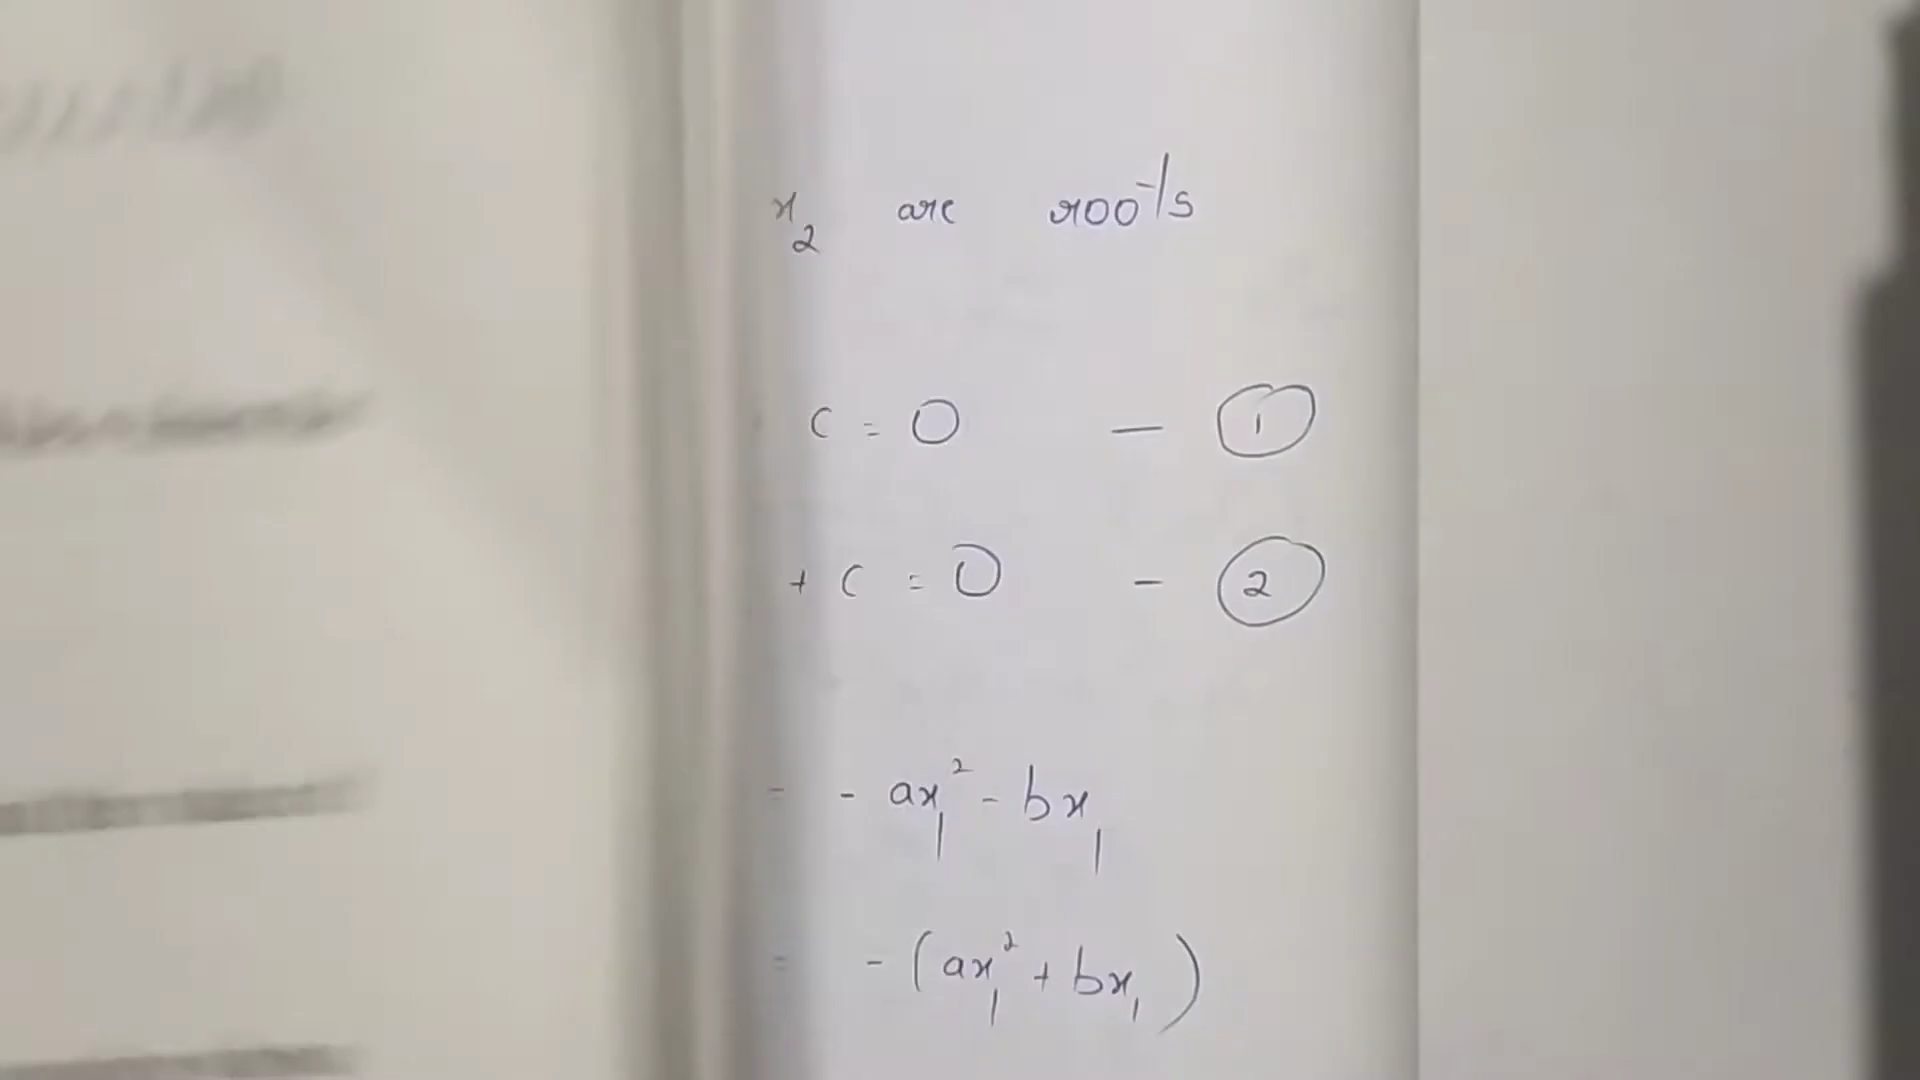 x₂ are roots
c = 0 — ①
+ c = 0 - ②
= - ax₁² - bx₁
= - (ax₁² + bx₁)